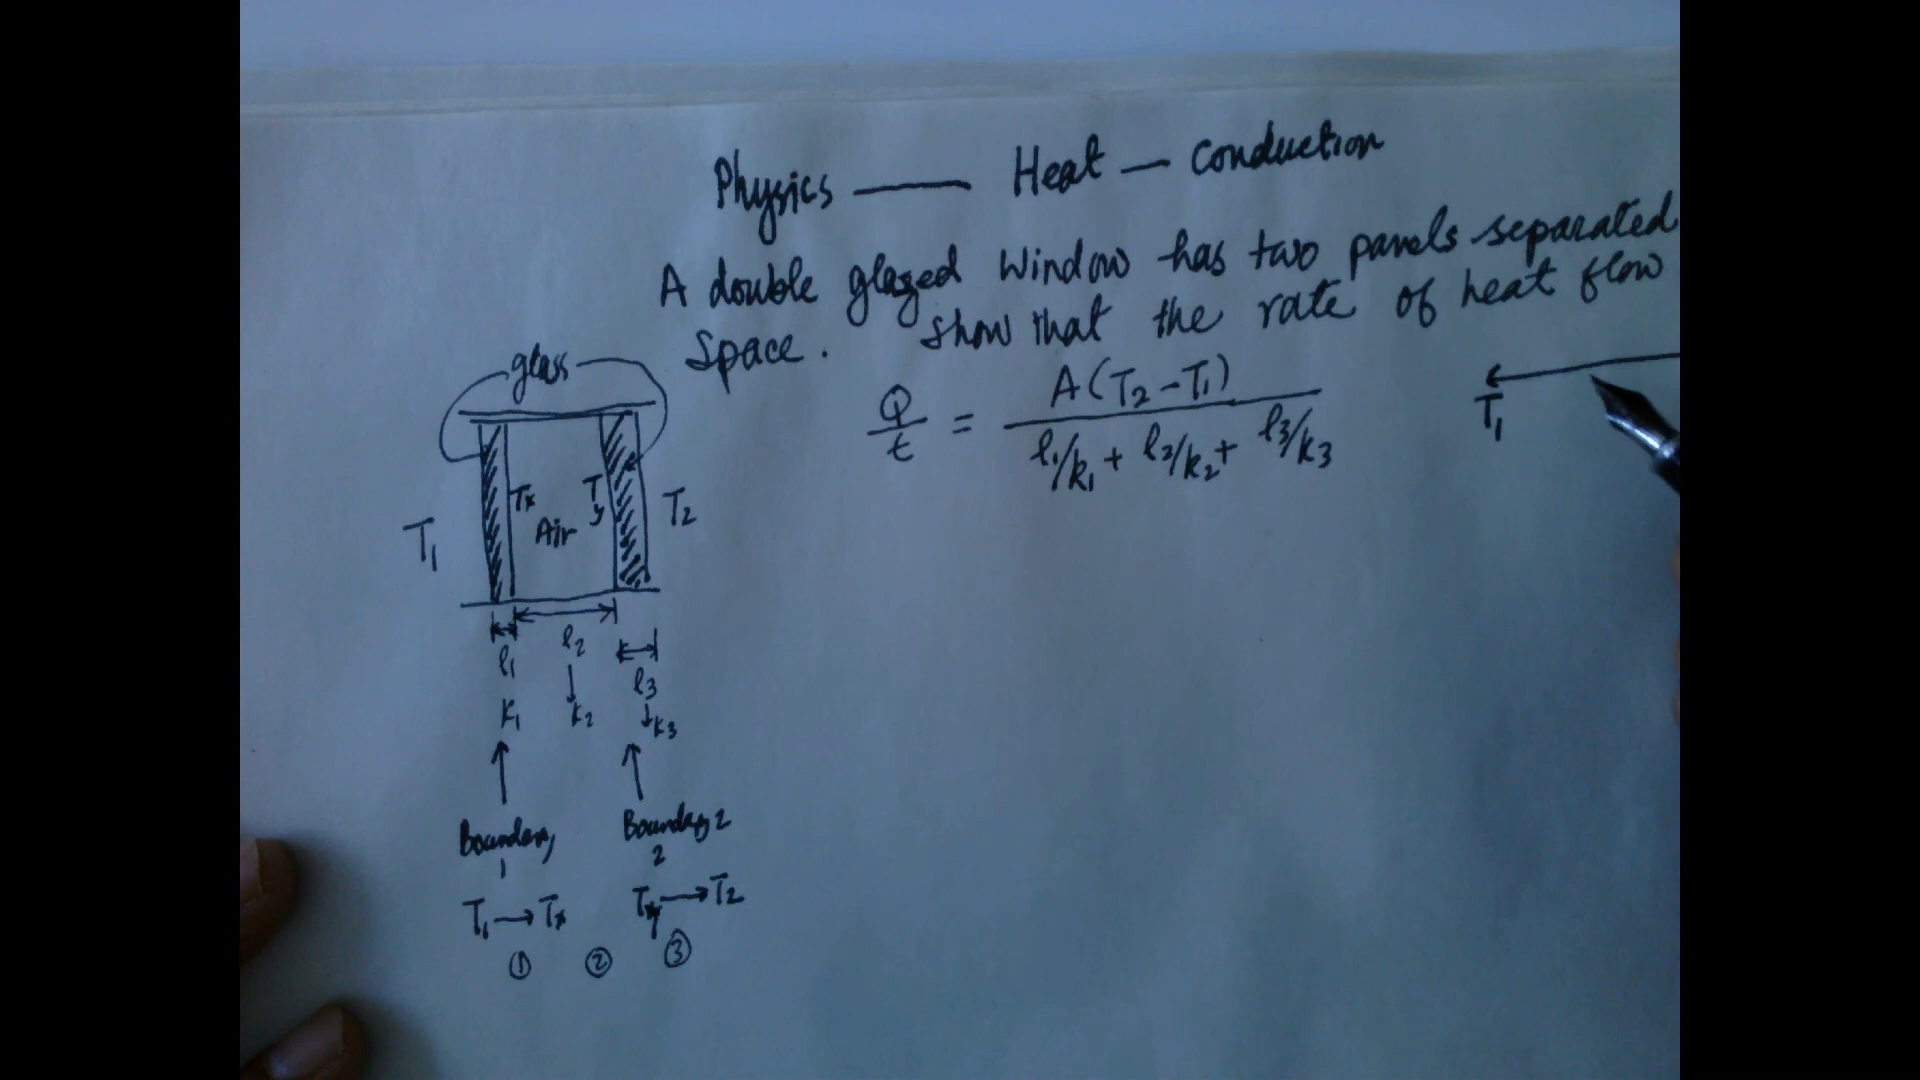 Physics — Heat — Conduction
A double glazed window has two panels separated
space. Show that the rate of heat flow
Q/t = A(T₂ - T₁) / (l₁/k₁ + l₂/k₂ + l₃/k₃)
T₁
glass
T₁ Tx Air Ty T₂
l₁ l₂ l₃
K₁ k₂ k₃
Boundary 1
Boundary 2
2
T₁ → Tx
Ty → T₂
① ② ③